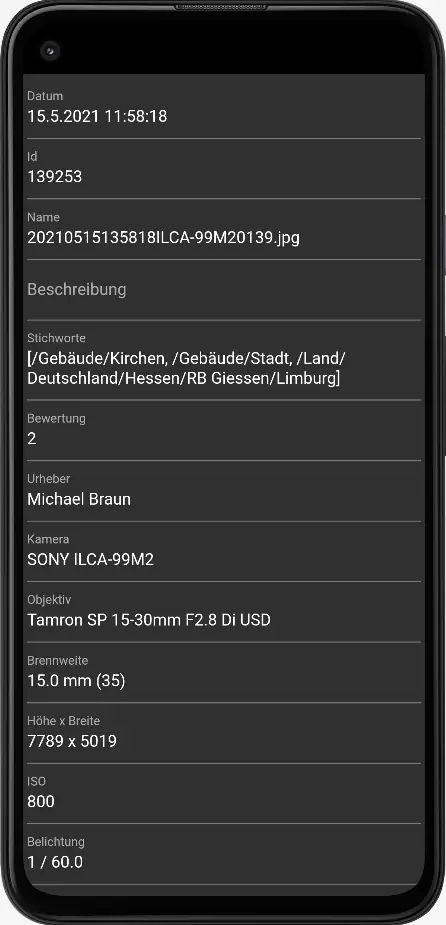 Datum
15.5.2021 11:58:18
Id
139253
Name
20210515135818ILCA-99M20139.jpg
Beschreibung
Stichworte
[/Gebäude/Kirchen, /Gebäude/Stadt, /Land/
Deutschland/Hessen/RB Giessen/Limburg]
Bewertung
2
Urheber
Michael Braun
Kamera
SONY ILCA-99M2
Objektiv
Tamron SP 15-30mm F2.8 Di USD
Brennweite
15.0 mm (35)
Höhe x Breite
7789 x 5019
ISO
800
Belichtung
1 / 60.0